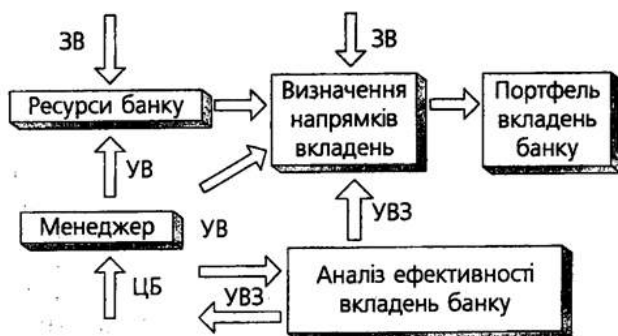 ЗВ
ЗВ
Ресурси банку
Визначення
напрямків
вкладень
Портфель
вкладень
банку
УВ
УВЗ
Менеджер
УВ
ЦБ
УВЗ
Аналіз ефективності
вкладень банку